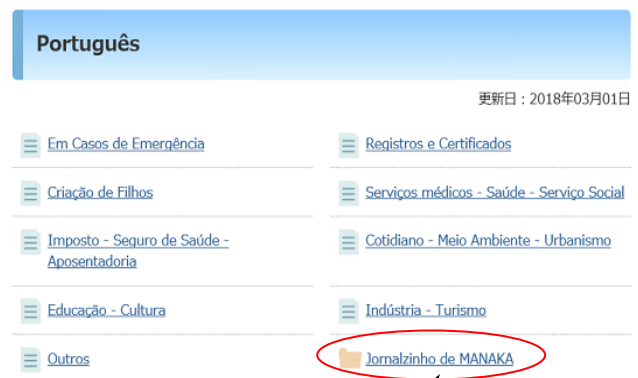 Português
更新日：2018年03月01日
Em Casos de Emergência
Registros e Certificados
Criação de Filhos
Serviços médicos - Saúde - Serviço Social
Imposto - Seguro de Saúde -
Aposentadoria
Cotidiano - Meio Ambiente - Urbanismo
Educação - Cultura
Indústria - Turismo
Outros
Jornalzinho de MANAKA